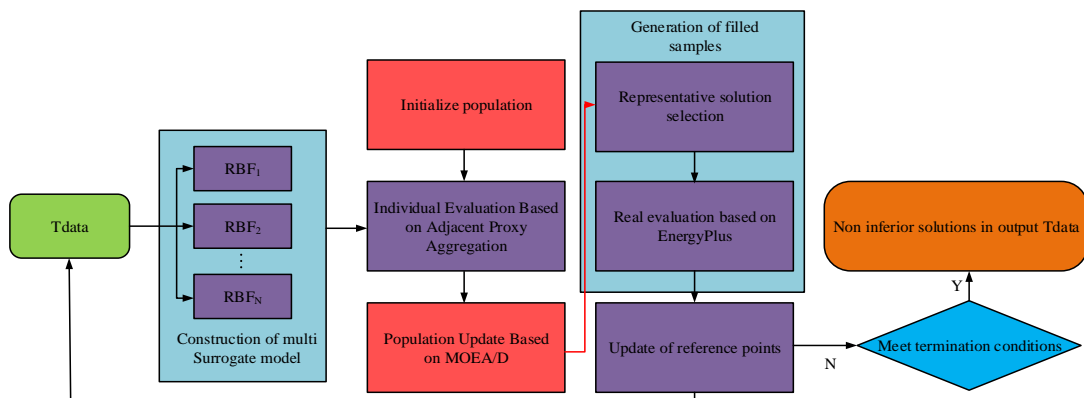 Tdata
RBF1
RBF2
⋮
RBFN
Construction of multi
Surrogate model
Initialize population
Individual Evaluation Based
on Adjacent Proxy
Aggregation
Population Update Based
on MOEA/D
Generation of filled
samples
Representative solution
selection
Real evaluation based on
EnergyPlus
Update of reference points
N
Meet termination conditions
Y
Non inferior solutions in output Tdata